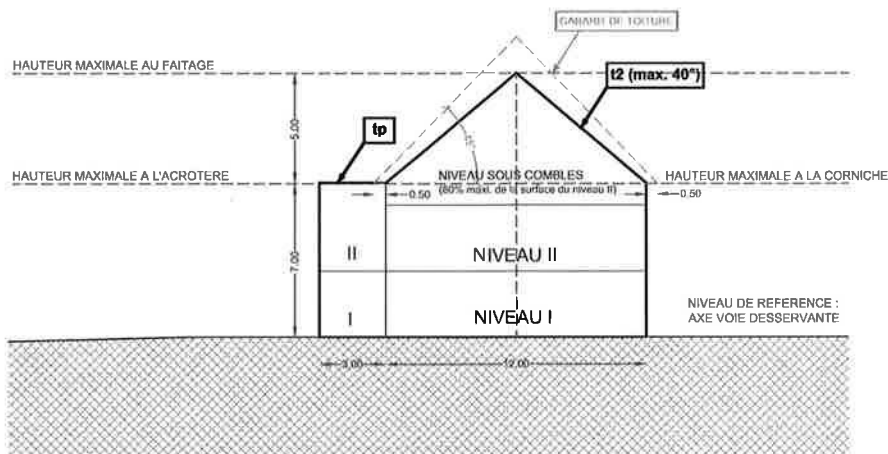 GABARIT DE TOITURE
HAUTEUR MAXIMALE AU FAITAGE
t2 (max. 40°)
5.00
tp
HAUTEUR MAXIMALE A L'ACROTERE
NIVEAU SOUS COMBLES
(80% maxi. de la surface du niveau II)
HAUTEUR MAXIMALE A LA CORNICHE
0.50
0.50
7.00
II
NIVEAU II
I
NIVEAU I
NIVEAU DE REFERENCE :
AXE VOIE DESSERVANTE
3.00
12.00